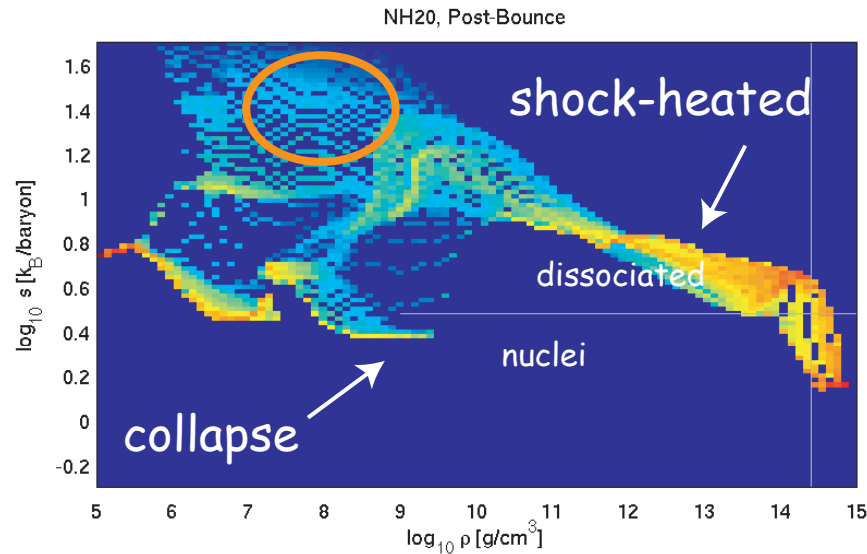 NH20, Post-Bounce
1.6
1.4
1.2
1
0.8
0.6
0.4
0.2
0
-0.2
log₁₀ s [k_B/baryon]
shock-heated
dissociated
nuclei
collapse
5 6 7 8 9 10 11 12 13 14 15
log₁₀ ρ [g/cm³]